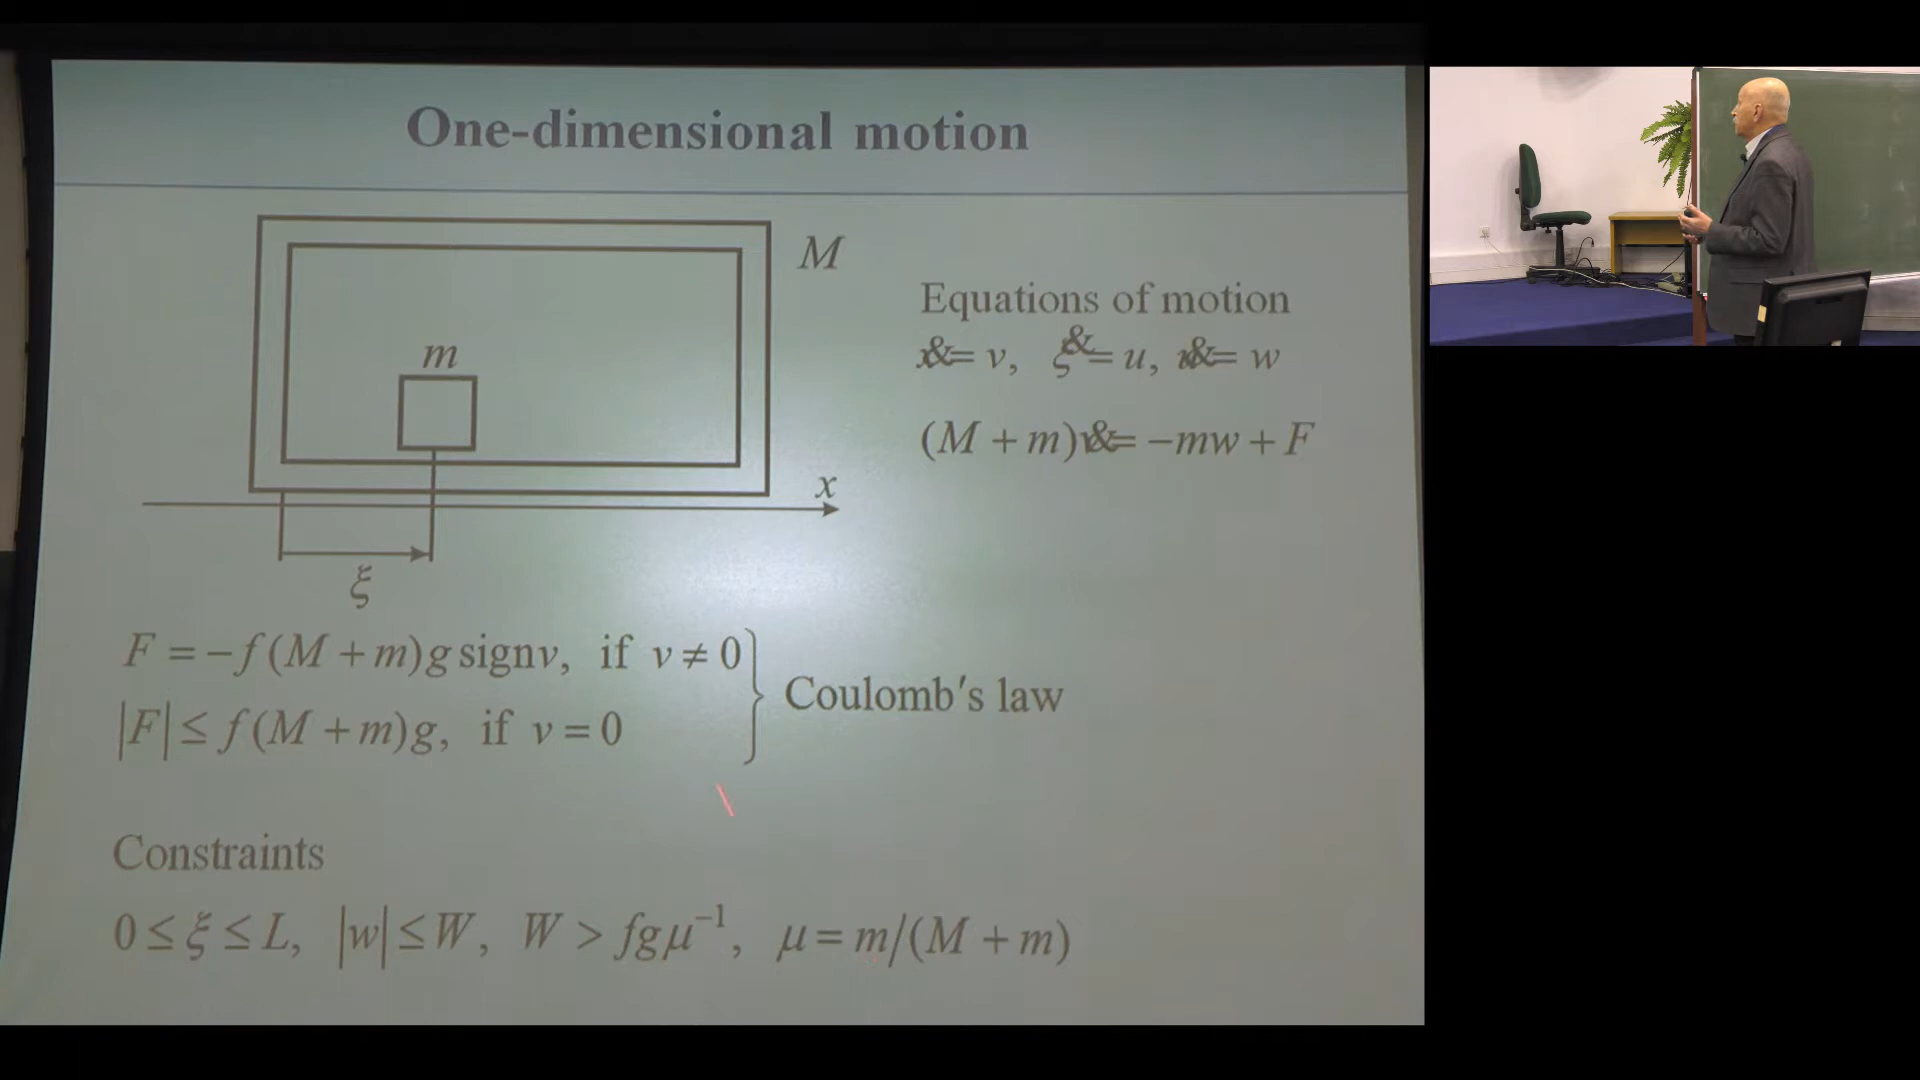 One-dimensional motion
M
m
x
ξ
Equations of motion
x&= v, ξ&= u, u&= w
(M + m)v&= −mw + F
F = −f(M + m)g signv, if v ≠ 0
|F| ≤ f(M + m)g, if v = 0
Coulomb's law
Constraints
0 ≤ ξ ≤ L, |w| ≤ W, W > fgμ⁻¹, μ = m/(M + m)